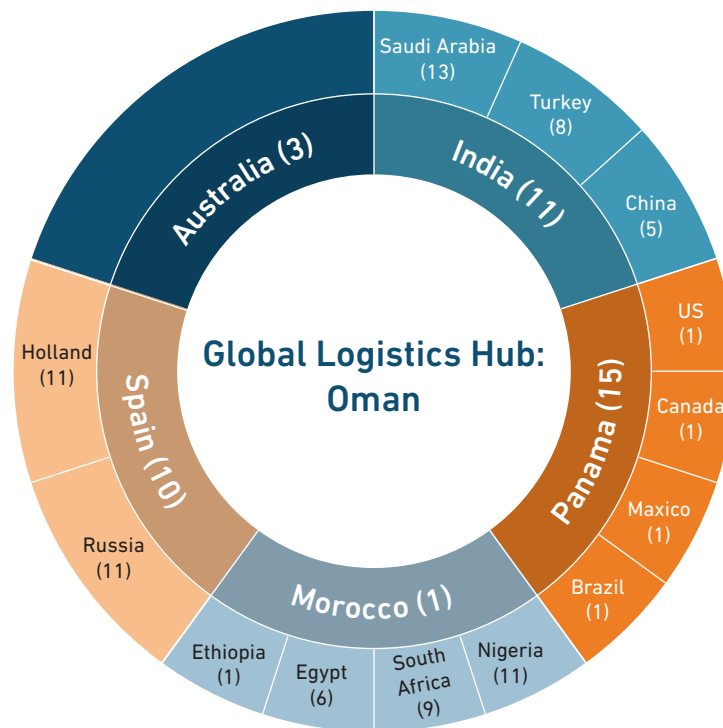 Saudi Arabia
(13)
Turkey
(8)
China
(5)
Australia (3)
India (11)
US
(1)
Canada
(1)
Maxico
(1)
Brazil
(1)
Panama (15)
Global Logistics Hub:
Oman
Holland
(11)
Russia
(11)
Spain (10)
Morocco (1)
Ethiopia
(1)
Egypt
(6)
South
Africa
(9)
Nigeria
(11)